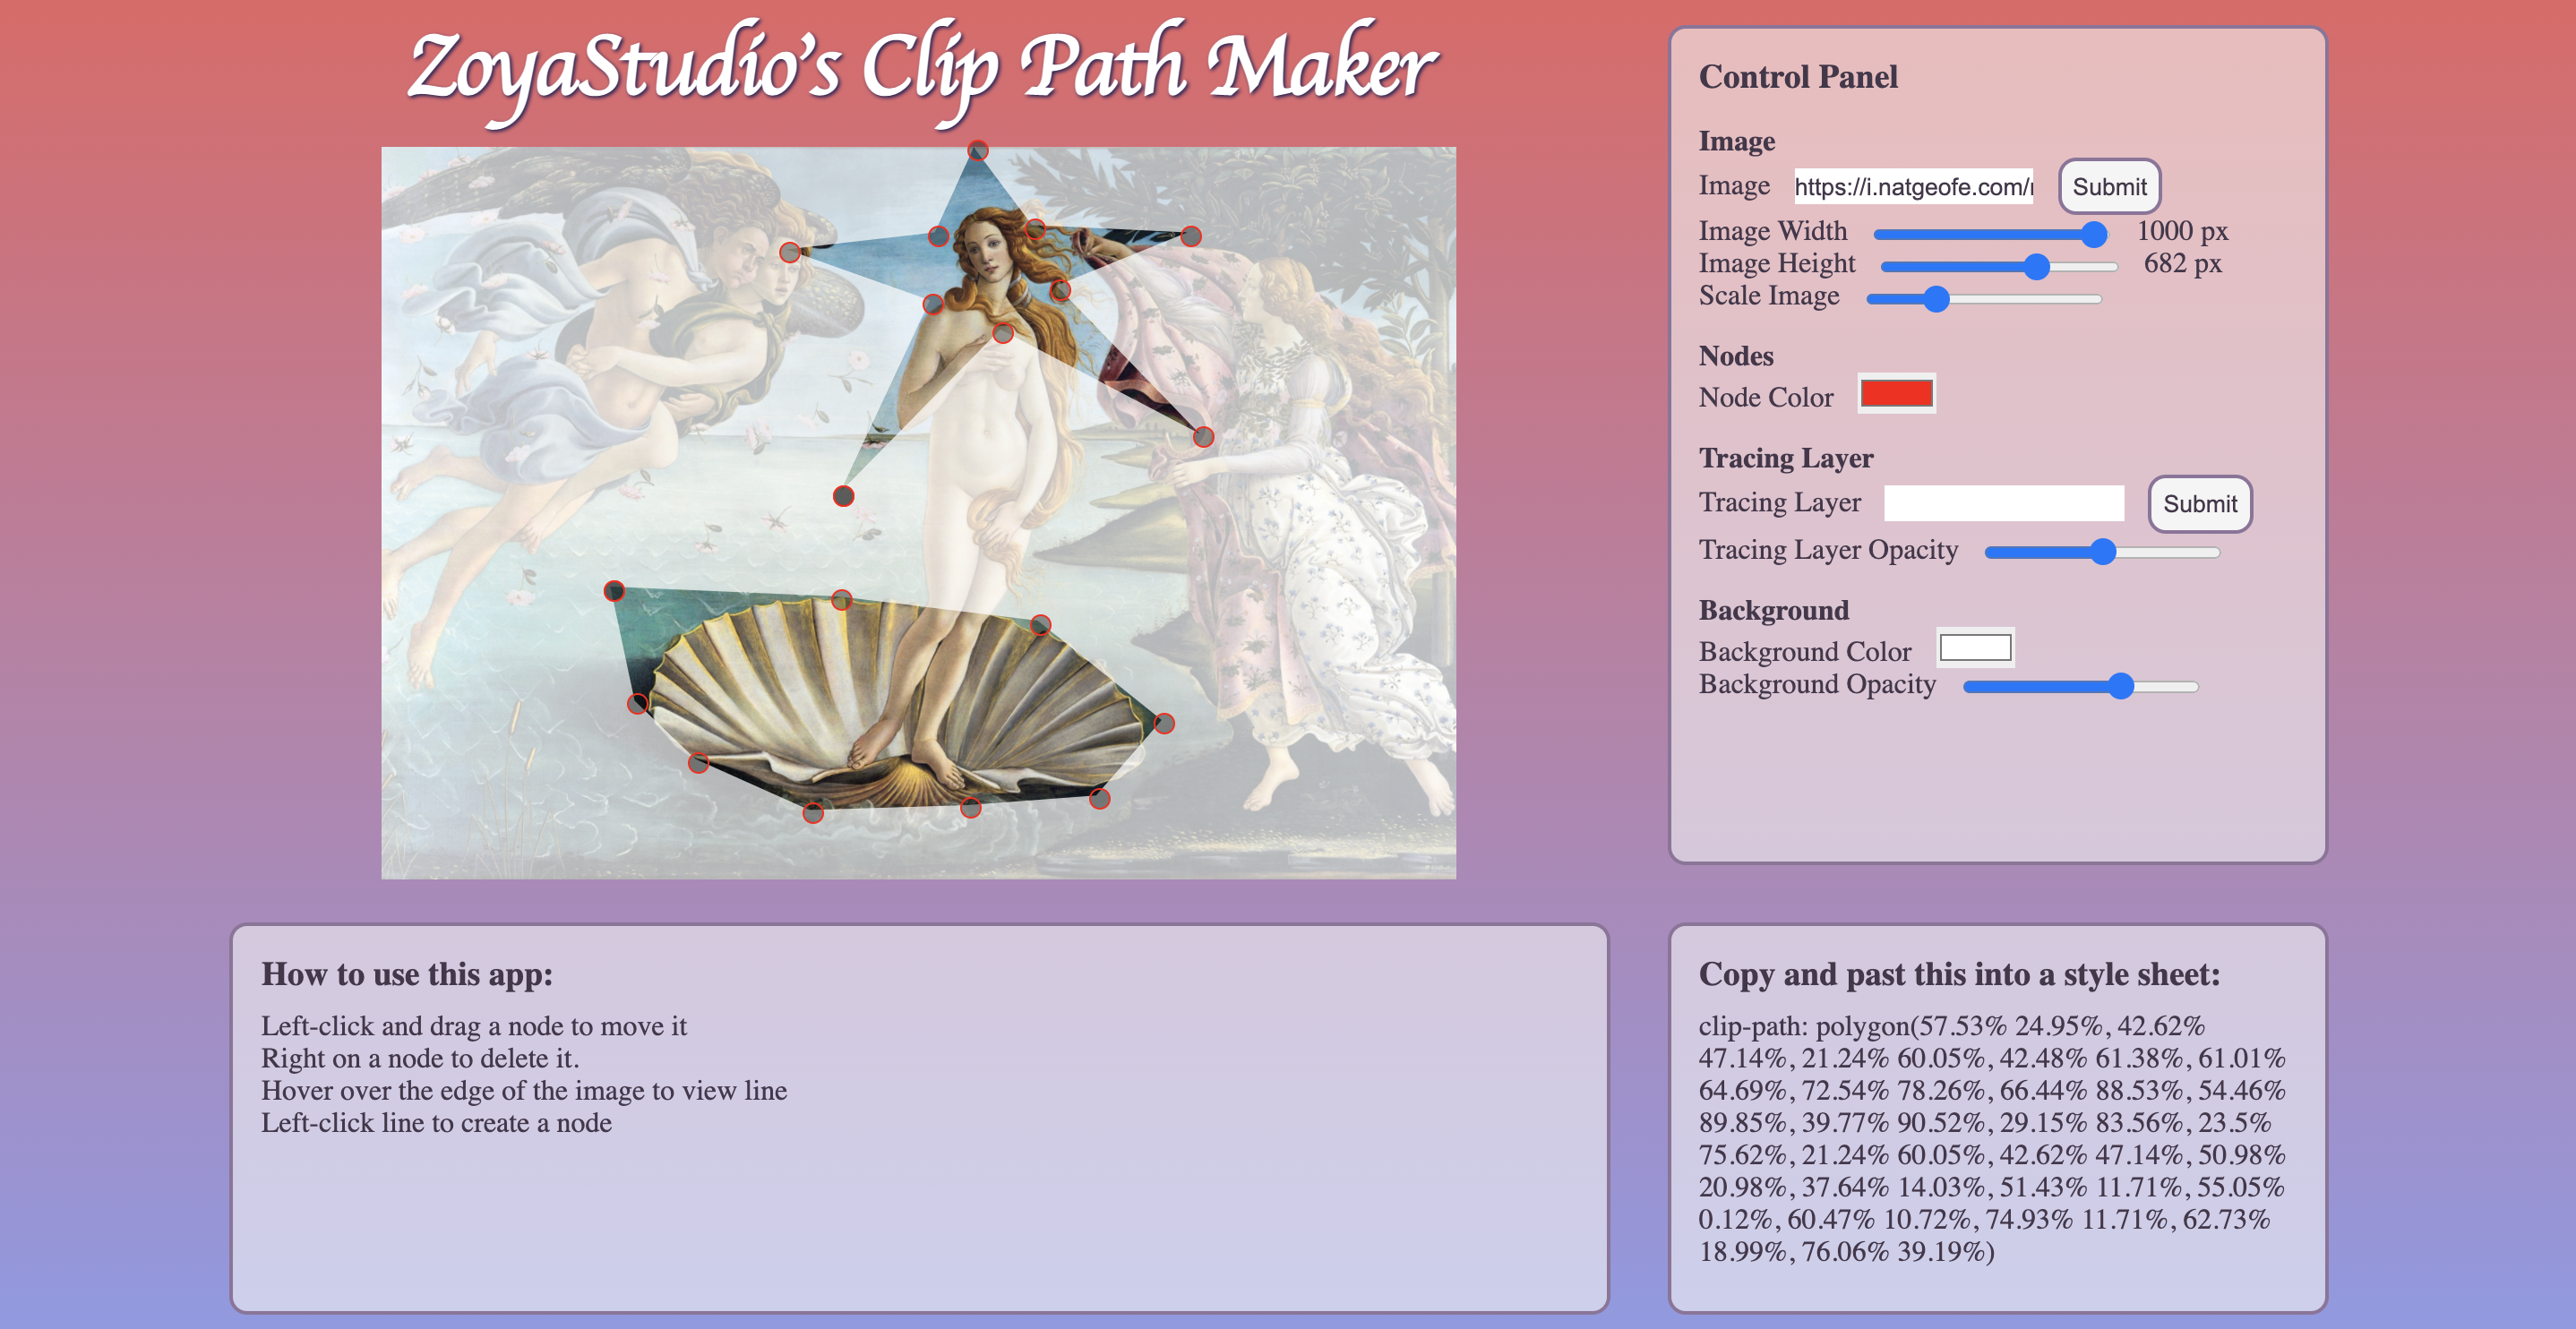 ZoyaStudio's Clip Path Maker
Control Panel
Image
Image https://i.natgeofe.com/ Submit
Image Width 1000 px
Image Height 682 px
Scale Image
Nodes
Node Color
Tracing Layer
Tracing Layer Submit
Tracing Layer Opacity
Background
Background Color
Background Opacity
How to use this app:
Left-click and drag a node to move it
Right on a node to delete it.
Hover over the edge of the image to view line
Left-click line to create a node
Copy and past this into a style sheet:
clip-path: polygon(57.53% 24.95%, 42.62%
47.14%, 21.24% 60.05%, 42.48% 61.38%, 61.01%
64.69%, 72.54% 78.26%, 66.44% 88.53%, 54.46%
89.85%, 39.77% 90.52%, 29.15% 83.56%, 23.5%
75.62%, 21.24% 60.05%, 42.62% 47.14%, 50.98%
20.98%, 37.64% 14.03%, 51.43% 11.71%, 55.05%
0.12%, 60.47% 10.72%, 74.93% 11.71%, 62.73%
18.99%, 76.06% 39.19%)